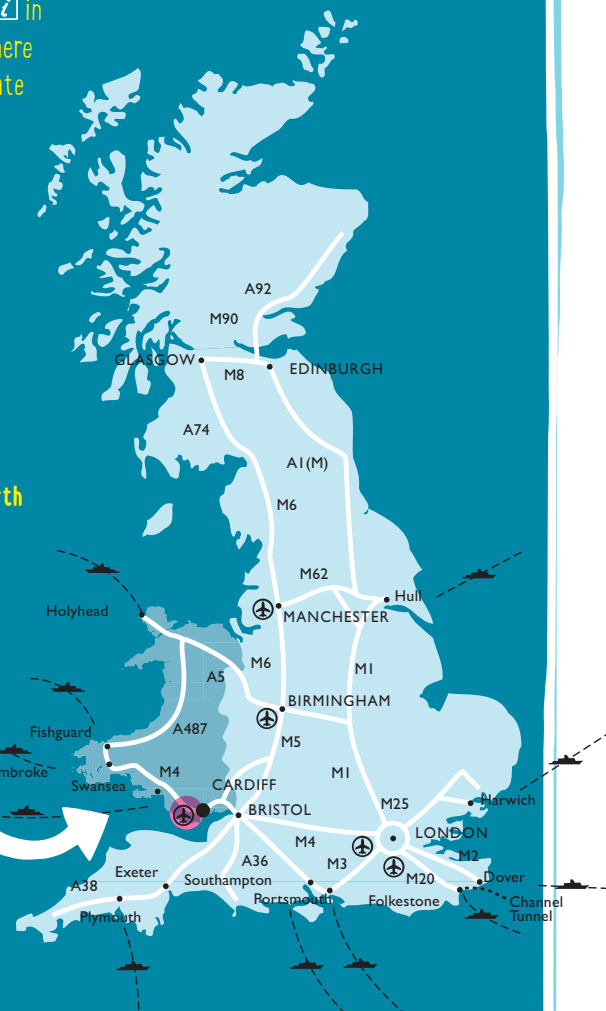 i in
here
ate
A92
M90
GLASGOW
M8
EDINBURGH
A74
A1(M)
rth
M6
M62
Hull
Holyhead
MANCHESTER
M6
A5
M1
BIRMINGHAM
Fishguard
A487
M5
mbroke
M4
M1
Swansea
CARDIFF
BRISTOL
M25
Harwich
LONDON
M4
M3
M2
A36
Exeter
Southampton
M20
Dover
A38
Portsmouth
Folkestone
Channel
Tunnel
Plymouth